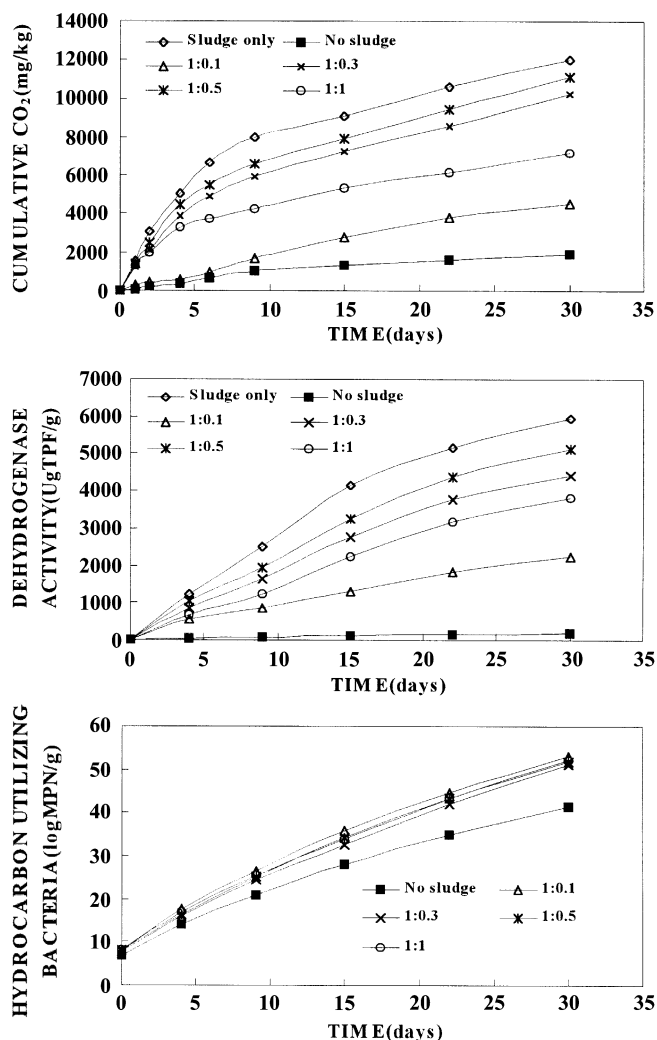 CUMULATIVE CO2(mg/kg)
14000
12000
10000
8000
6000
4000
2000
0
Sludge only
No sludge
1:0.1
1:0.3
1:0.5
1:1
0 5 10 15 20 25 30 35
TIME(days)
DEHYDROGENASE
ACTIVITY(UgTPF/g)
7000
6000
5000
4000
3000
2000
1000
0
Sludge only
No sludge
1:0.1
1:0.3
1:0.5
1:1
0 5 10 15 20 25 30 35
TIME(days)
HYDROCARBON UTILIZING
BACTERIA(logMPN/g)
60
50
40
30
20
10
0
No sludge
1:0.1
1:0.3
1:0.5
1:1
0 5 10 15 20 25 30 35
TIME(days)